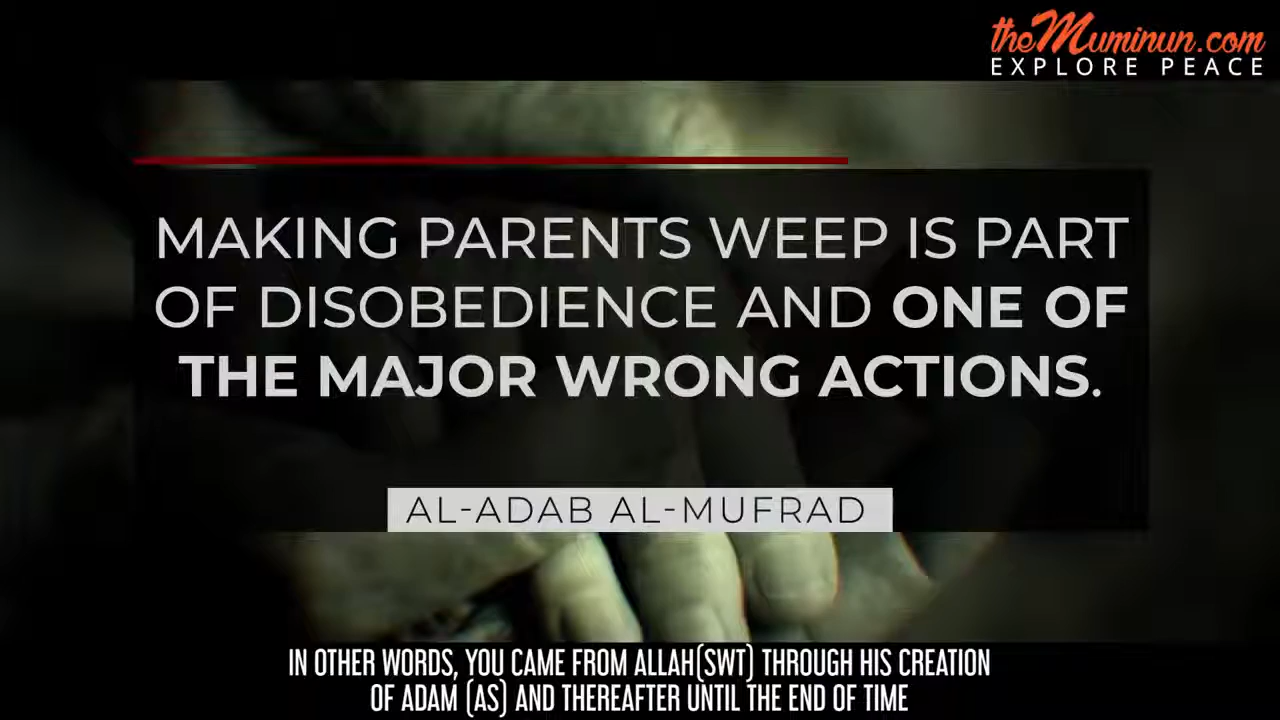 theMuminun.com
EXPLORE PEACE
MAKING PARENTS WEEP IS PART
OF DISOBEDIENCE AND ONE OF
THE MAJOR WRONG ACTIONS.
AL-ADAB AL-MUFRAD
IN OTHER WORDS, YOU CAME FROM ALLAH(SWT) THROUGH HIS CREATION
OF ADAM (AS) AND THEREAFTER UNTIL THE END OF TIME